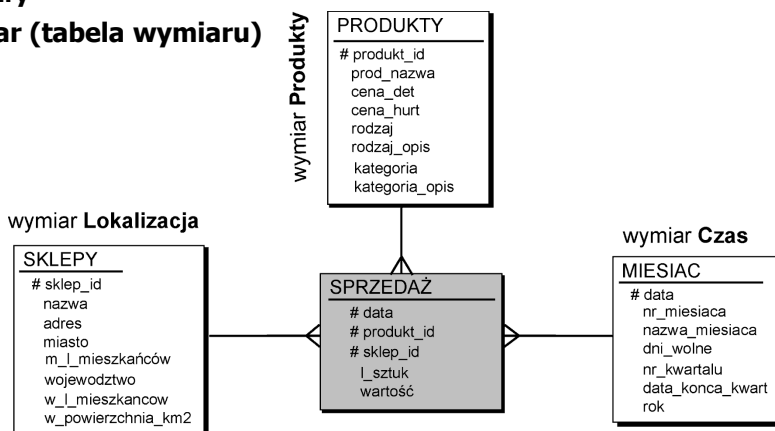 ry
ar (tabela wymiaru)
wymiar Produkty
PRODUKTY
# produkt_id
prod_nazwa
cena_det
cena_hurt
rodzaj
rodzaj_opis
kategoria
kategoria_opis
wymiar Lokalizacja
SKLEPY
# sklep_id
nazwa
adres
miasto
m_l_mieszkańców
wojewodztwo
w_l_mieszkancow
w_powierzchnia_km2
SPRZEDAŻ
# data
# produkt_id
# sklep_id
l_sztuk
wartość
wymiar Czas
MIESIAC
# data
nr_miesiaca
nazwa_miesiaca
dni_wolne
nr_kwartalu
data_konca_kwart
rok